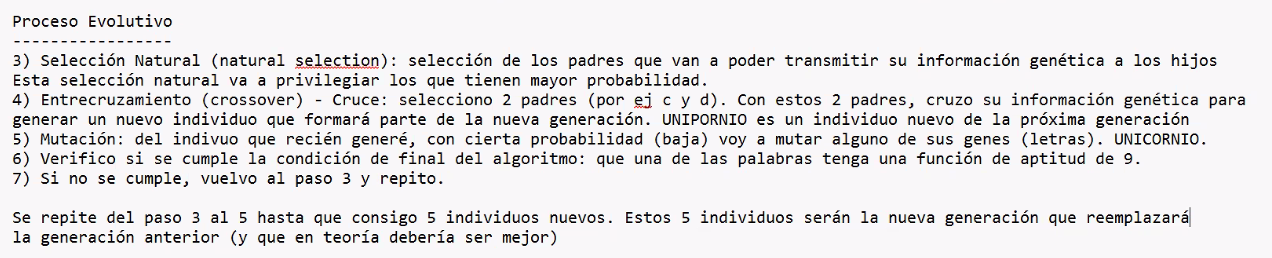 Proceso Evolutivo
-----------------
3) Selección Natural (natural selection): selección de los padres que van a poder transmitir su información genética a los hijos
Esta selección natural va a privilegiar los que tienen mayor probabilidad.
4) Entrecruzamiento (crossover) - Cruce: selecciono 2 padres (por ej c y d). Con estos 2 padres, cruzo su información genética para
generar un nuevo individuo que formará parte de la nueva generación. UNIPORNIO es un individuo nuevo de la próxima generación
5) Mutación: del indivuo que recién generé, con cierta probabilidad (baja) voy a mutar alguno de sus genes (letras). UNICORNIO.
6) Verifico si se cumple la condición de final del algoritmo: que una de las palabras tenga una función de aptitud de 9.
7) Si no se cumple, vuelvo al paso 3 y repito.
Se repite del paso 3 al 5 hasta que consigo 5 individuos nuevos. Estos 5 individuos serán la nueva generación que reemplazará
la generación anterior (y que en teoría debería ser mejor)